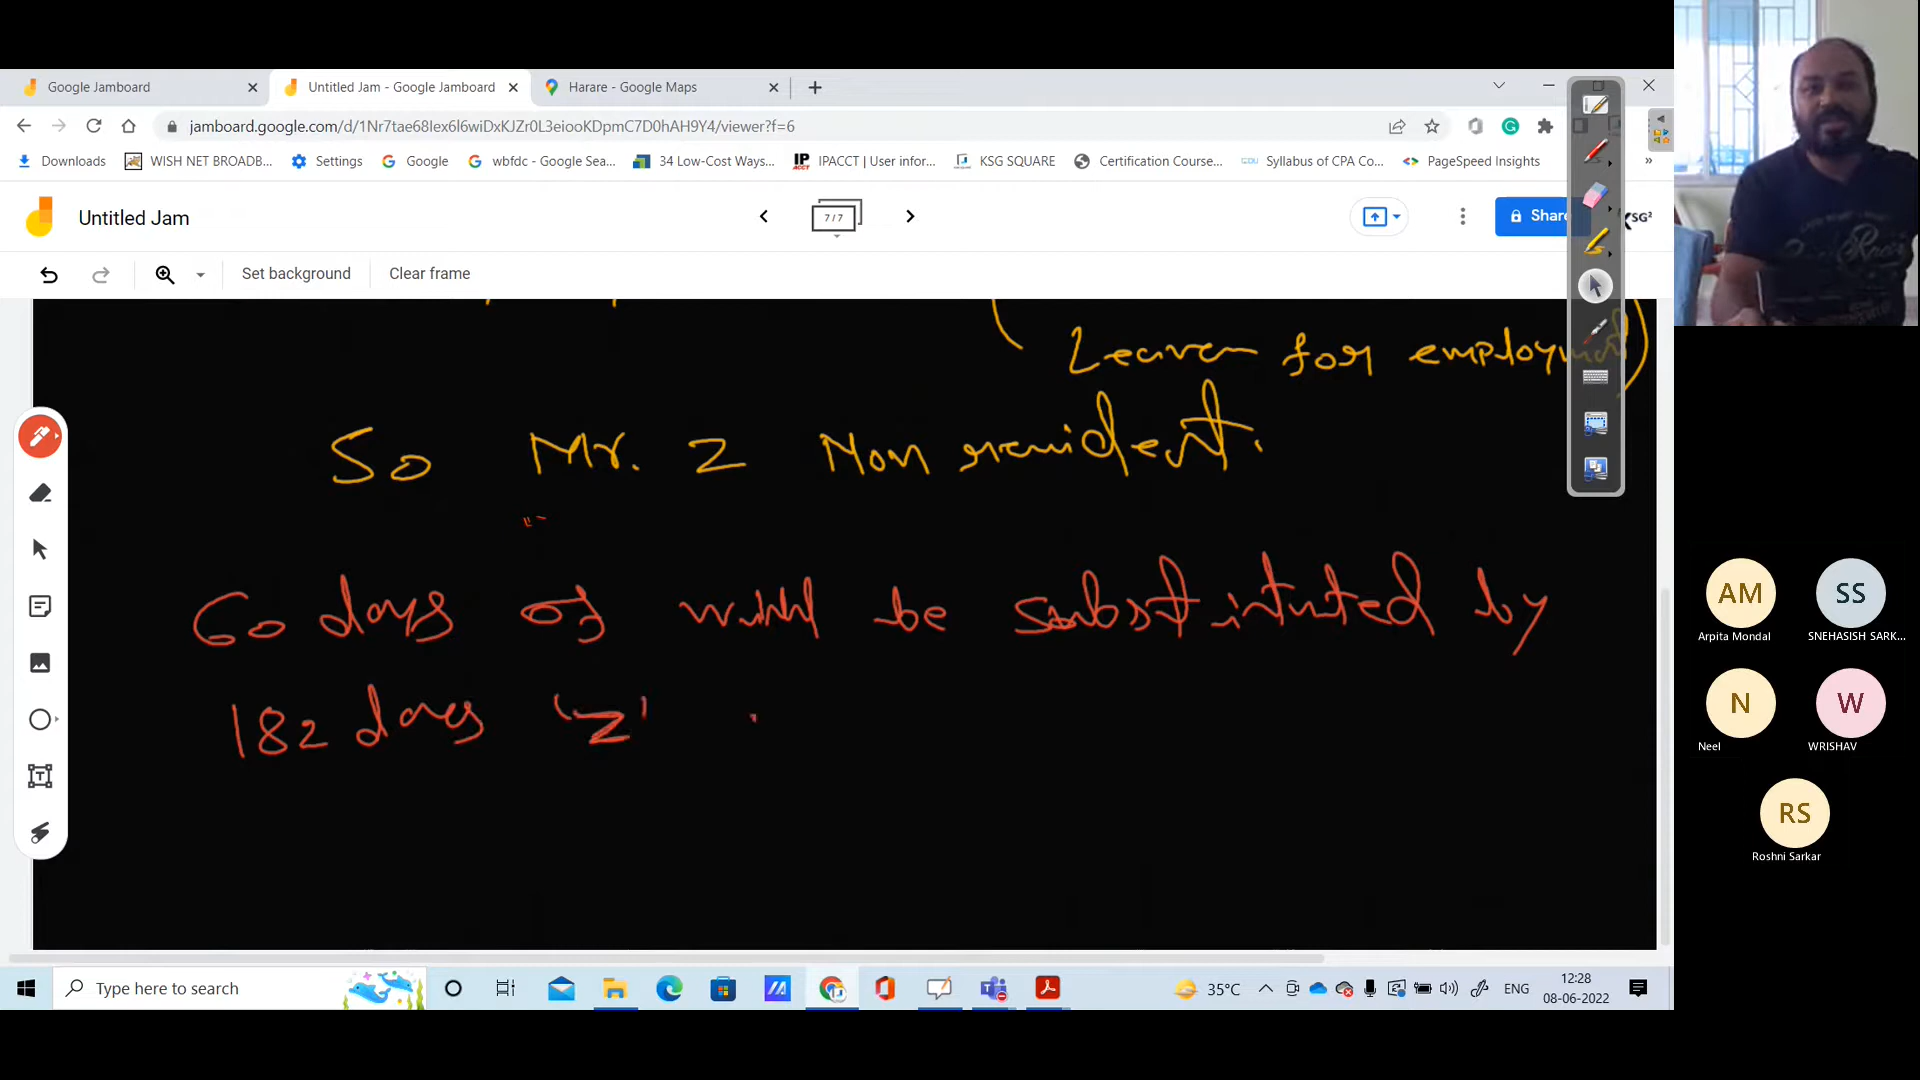 Google Jamboard
Untitled Jam - Google Jamboard
Harare - Google Maps
jamboard.google.com/d/1Nr7tae68Iex6I6wiDxKJZr0L3eiooKDpmC7D0hAH9Y4/viewer?f=6
Downloads WISH NET BROADB... Settings Google wbfdc - Google Sea... 34 Low-Cost Ways... IPACCT | User infor... KSG SQUARE Certification Course... Syllabus of CPA Co... PageSpeed Insights »
Untitled Jam
7/7
Share
KSG²
Set background Clear frame
for employment)
So Mr. Z Non resident.
60 days of will be substituted by
182 days 'Z'
AM
Arpita Mondal
SS
SNEHASISH SARK...
N
Neel
W
WRISHAV
RS
Roshni Sarkar
Type here to search
35°C
ENG
12:28
08-06-2022